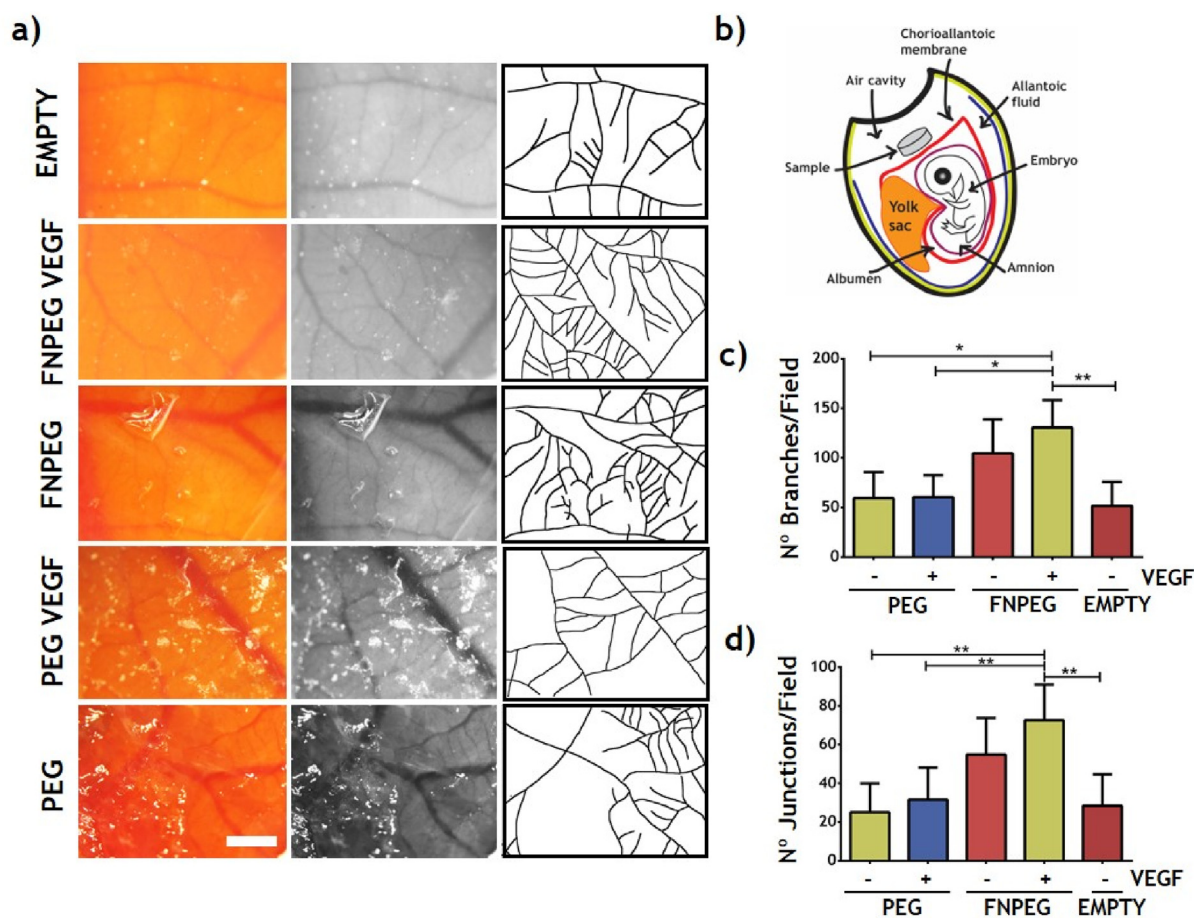 a)
EMPTY
FNPEG VEGF
FNPEG
PEG VEGF
PEG
b)
Chorioallantoic
membrane
Air cavity
Allantoic
fluid
Sample
Embryo
Yolk
sac
Albumen
Amnion
c)
Nº Branches/Field
200
150
100
50
0
*
*
**
- + - + - VEGF
PEG FNPEG EMPTY
d)
Nº Junctions/Field
100
80
60
40
20
0
**
**
**
- + - + - VEGF
PEG FNPEG EMPTY